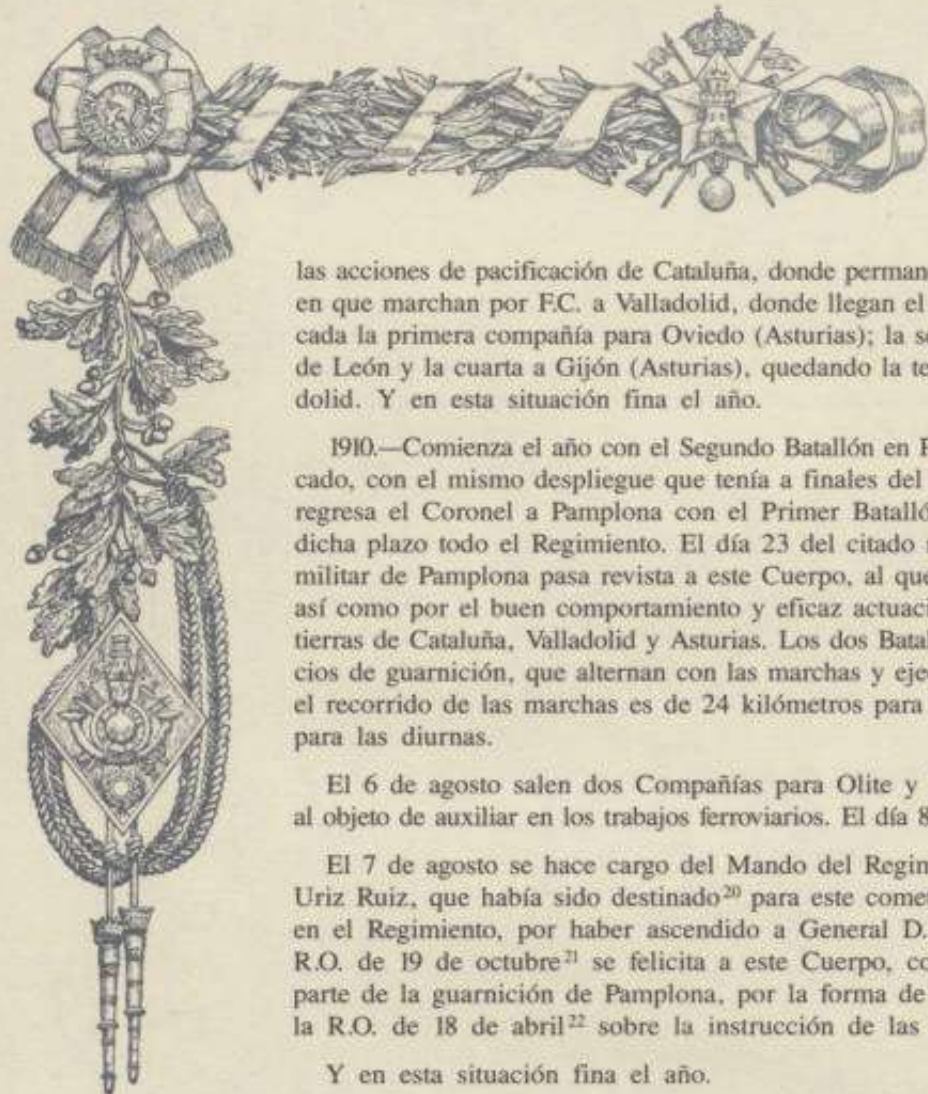 las acciones de pacificación de Cataluña, donde perman
en que marchan por F.C. a Valladolid, donde llegan el
cada la primera compañía para Oviedo (Asturias); la s
de León y la cuarta a Gijón (Asturias), quedando la te
dolid. Y en esta situación fina el año.
1910.—Comienza el año con el Segundo Batallón en P
cado, con el mismo despliegue que tenía a finales del
regresa el Coronel a Pamplona con el Primer Batalló
dicha plazo todo el Regimiento. El día 23 del citado
militar de Pamplona pasa revista a este Cuerpo, al que
así como por el buen comportamiento y eficaz actuaci
tierras de Cataluña, Valladolid y Asturias. Los dos Batal
cios de guarnición, que alternan con las marchas y eje
el recorrido de las marchas es de 24 kilómetros para
para las diurnas.
El 6 de agosto salen dos Compañías para Olite y
al objeto de auxiliar en los trabajos ferroviarios. El día 8
El 7 de agosto se hace cargo del Mando del Regim
Uriz Ruiz, que había sido destinado²⁰ para este come
en el Regimiento, por haber ascendido a General D.
R.O. de 19 de octubre²¹ se felicita a este Cuerpo, co
parte de la guarnición de Pamplona, por la forma de
la R.O. de 18 de abril²² sobre la instrucción de las
Y en esta situación fina el año.